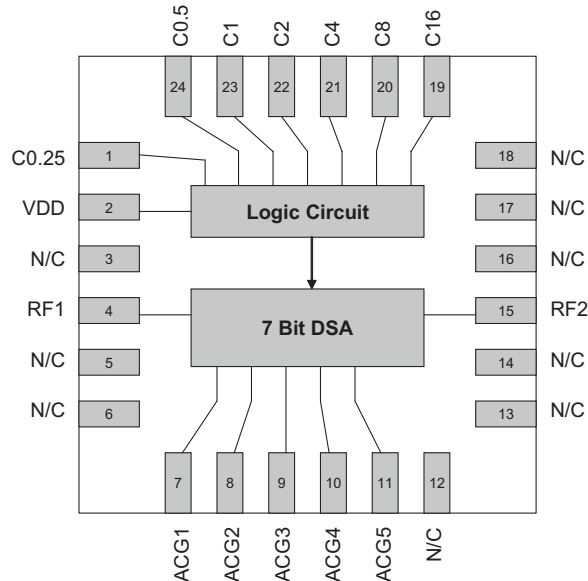 C0.5 C1 C2 C4 C8 C16
24 23 22 21 20 19
C0.25 1 18 N/C
VDD 2 Logic Circuit 17 N/C
N/C 3 16 N/C
RF1 4 7 Bit DSA 15 RF2
N/C 5 14 N/C
N/C 6 13 N/C
7 8 9 10 11 12
ACG1 ACG2 ACG3 ACG4 ACG5 N/C